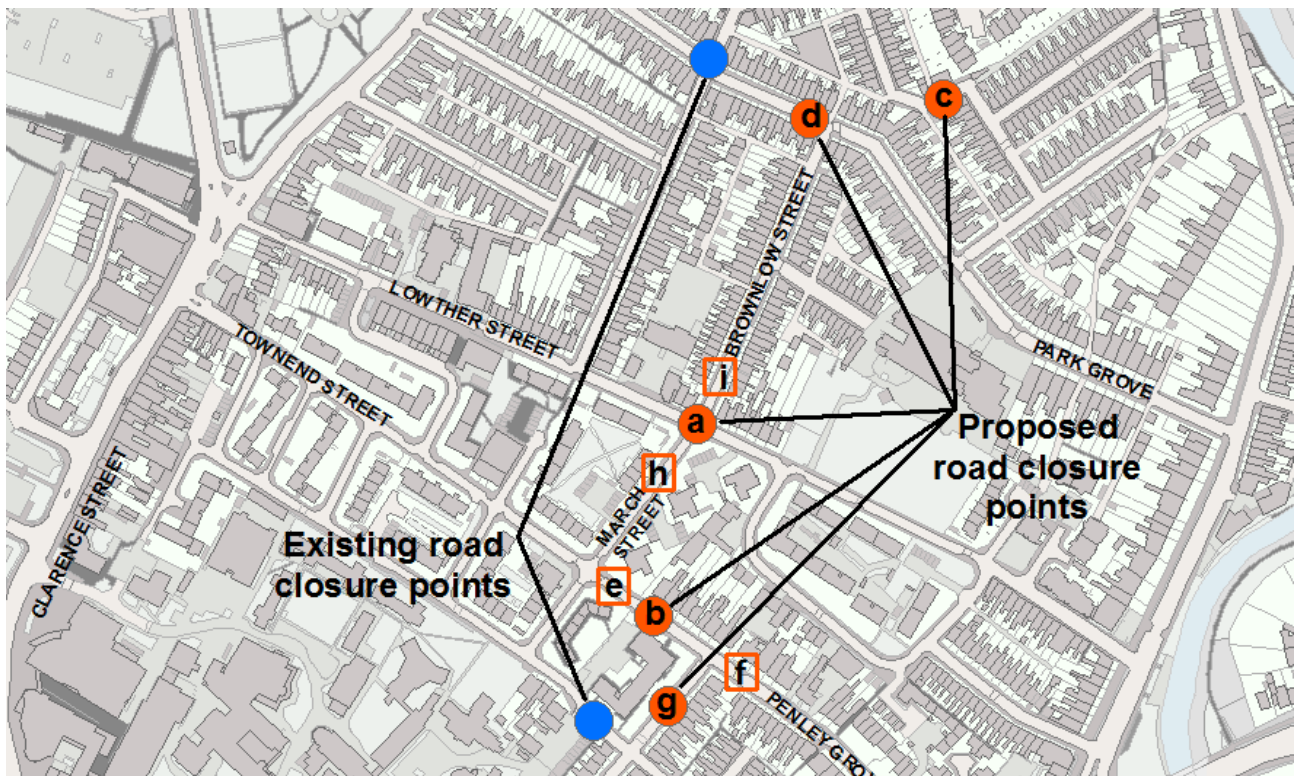 d
c
BROWNLOW STREET
LOWTHER STREET
TOWNEND STREET
PARK GROVE
i
a
Proposed
road closure
points
h
MARCH
STREET
CLARENCE STREET
Existing road
closure points
e
b
f
g
PENLEY GRO